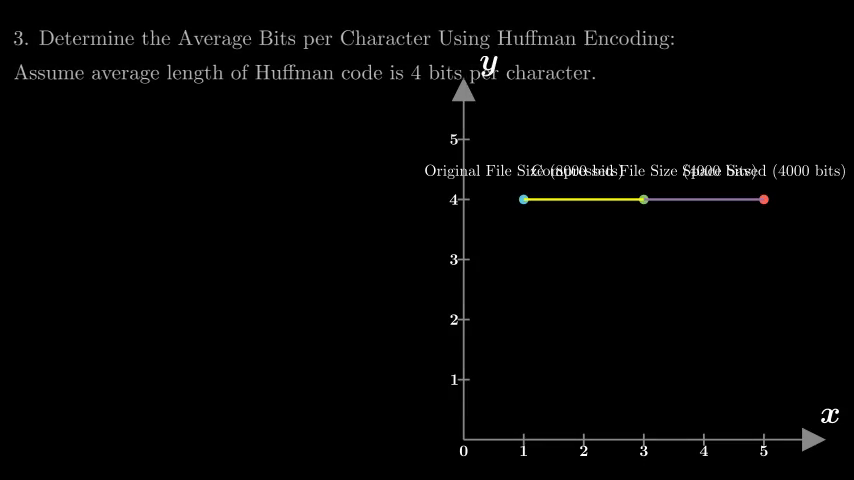 3. Determine the Average Bits per Character Using Huffman Encoding:
Assume average length of Huffman code is 4 bits per character.
y
5
Original File Size (8000 bits) Compressed File Size (4000 bits) Space Saved (4000 bits)
4
3
2
1
x
0 1 2 3 4 5